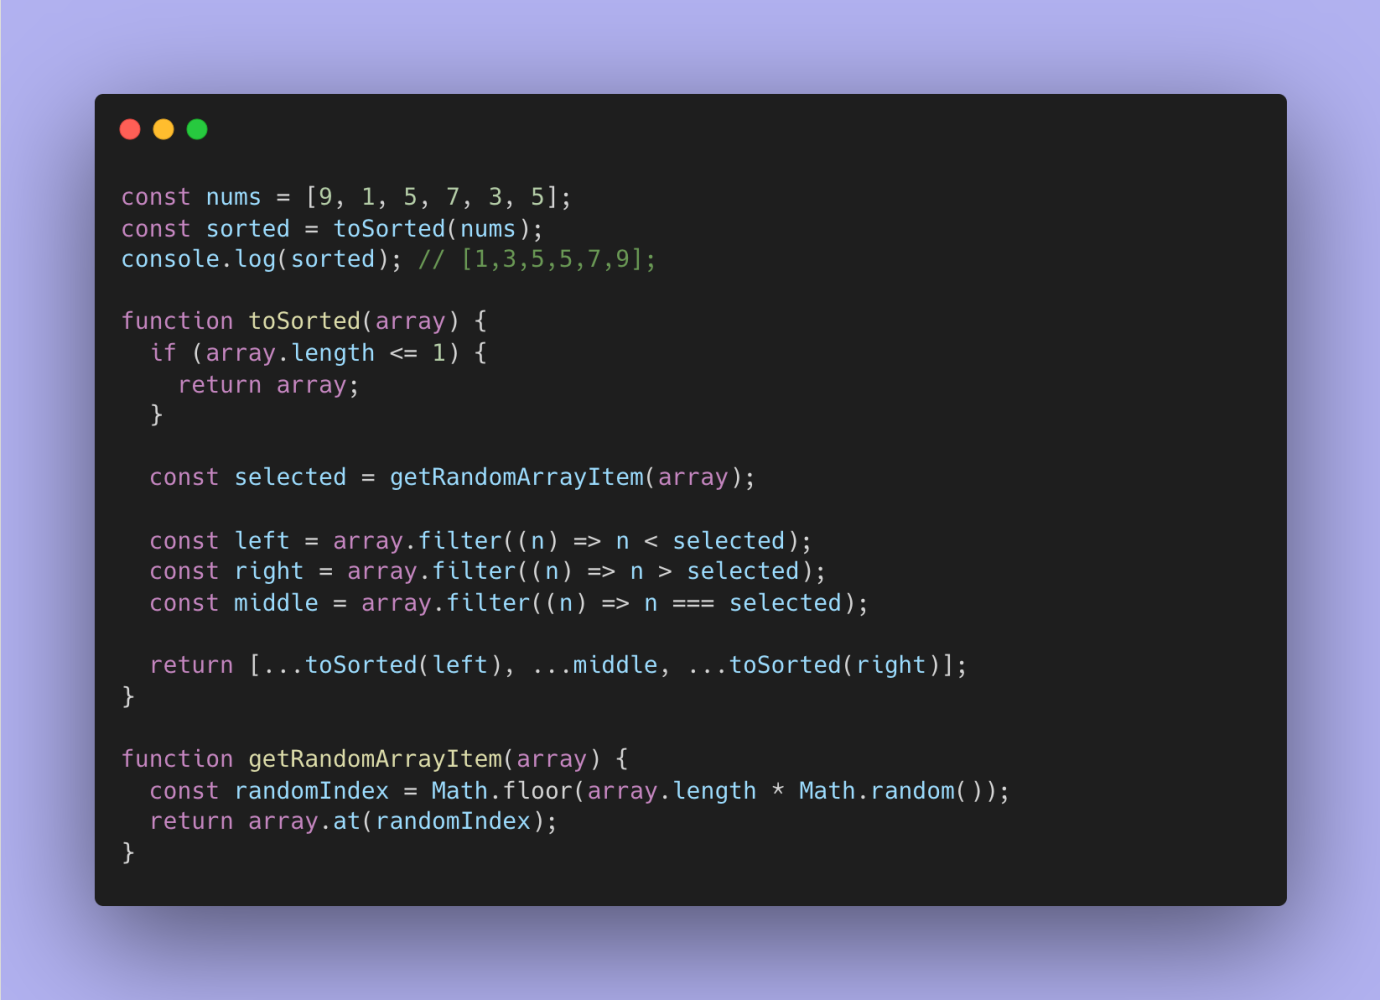 const nums = [9, 1, 5, 7, 3, 5];
const sorted = toSorted(nums);
console.log(sorted); // [1,3,5,5,7,9];

function toSorted(array) {
  if (array.length <= 1) {
    return array;
  }

  const selected = getRandomArrayItem(array);

  const left = array.filter((n) => n < selected);
  const right = array.filter((n) => n > selected);
  const middle = array.filter((n) => n === selected);

  return [...toSorted(left), ...middle, ...toSorted(right)];
}

function getRandomArrayItem(array) {
  const randomIndex = Math.floor(array.length * Math.random());
  return array.at(randomIndex);
}